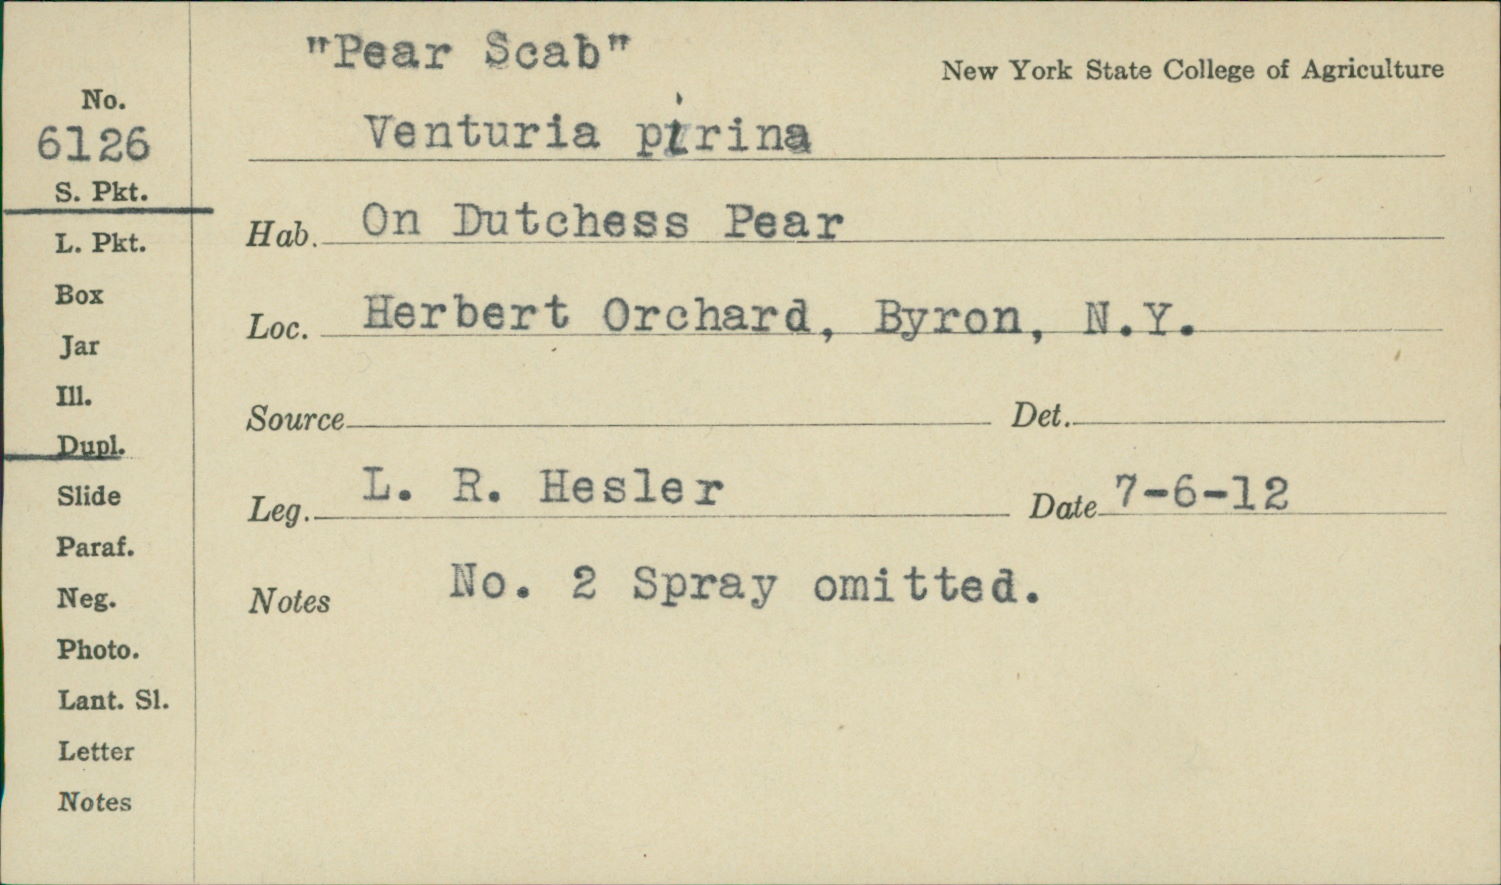 "Pear Scab"
New York State College of Agriculture
No.
6126
Venturia pirina
S. Pkt.
Hab. On Dutchess Pear
L. Pkt.
Box
Loc. Herbert Orchard, Byron, N.Y.
Jar
Ill.
Source Det.
Dupl.
Slide
Leg. L. R. Hesler Date 7-6-12
Paraf.
Neg.
Notes No. 2 Spray omitted.
Photo.
Lant. Sl.
Letter
Notes